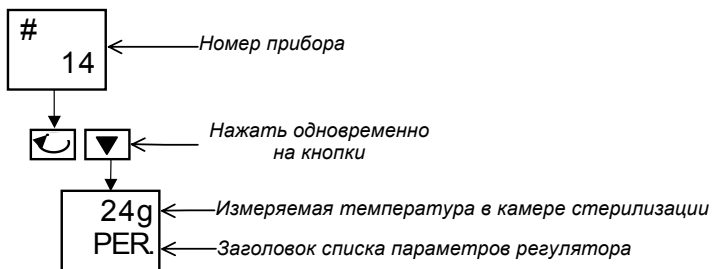 #
14
Номер прибора
Нажать одновременно
на кнопки
24g
Измеряемая температура в камере стерилизации
PER.
Заголовок списка параметров регулятора